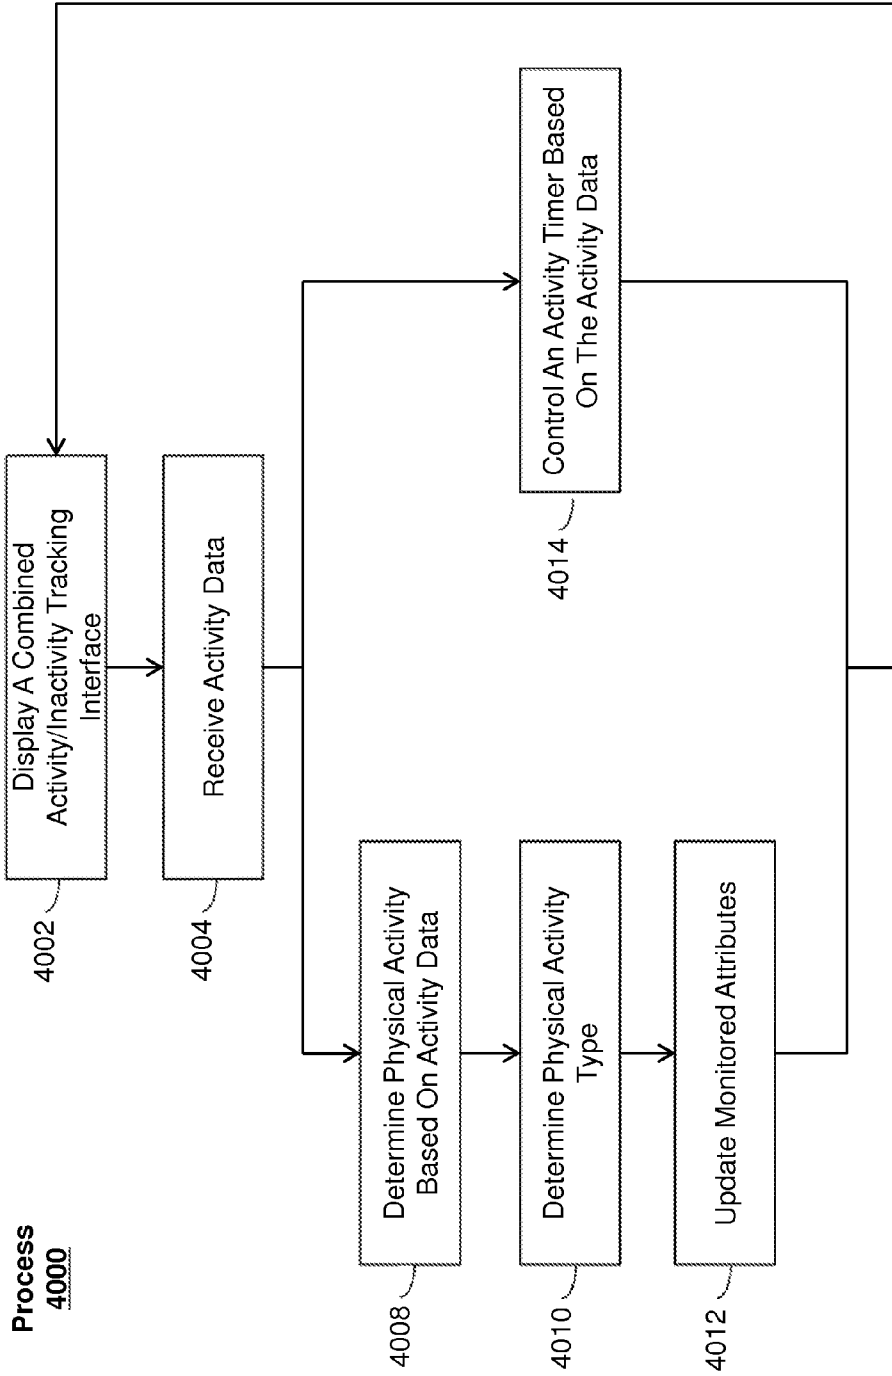 Process
4000
Display A Combined
Activity/Inactivity Tracking
Interface
4002
Receive Activity Data
4004
Determine Physical Activity
Based On Activity Data
4008
Determine Physical Activity
Type
4010
Update Monitored Attributes
4012
Control An Activity Timer Based
On The Activity Data
4014